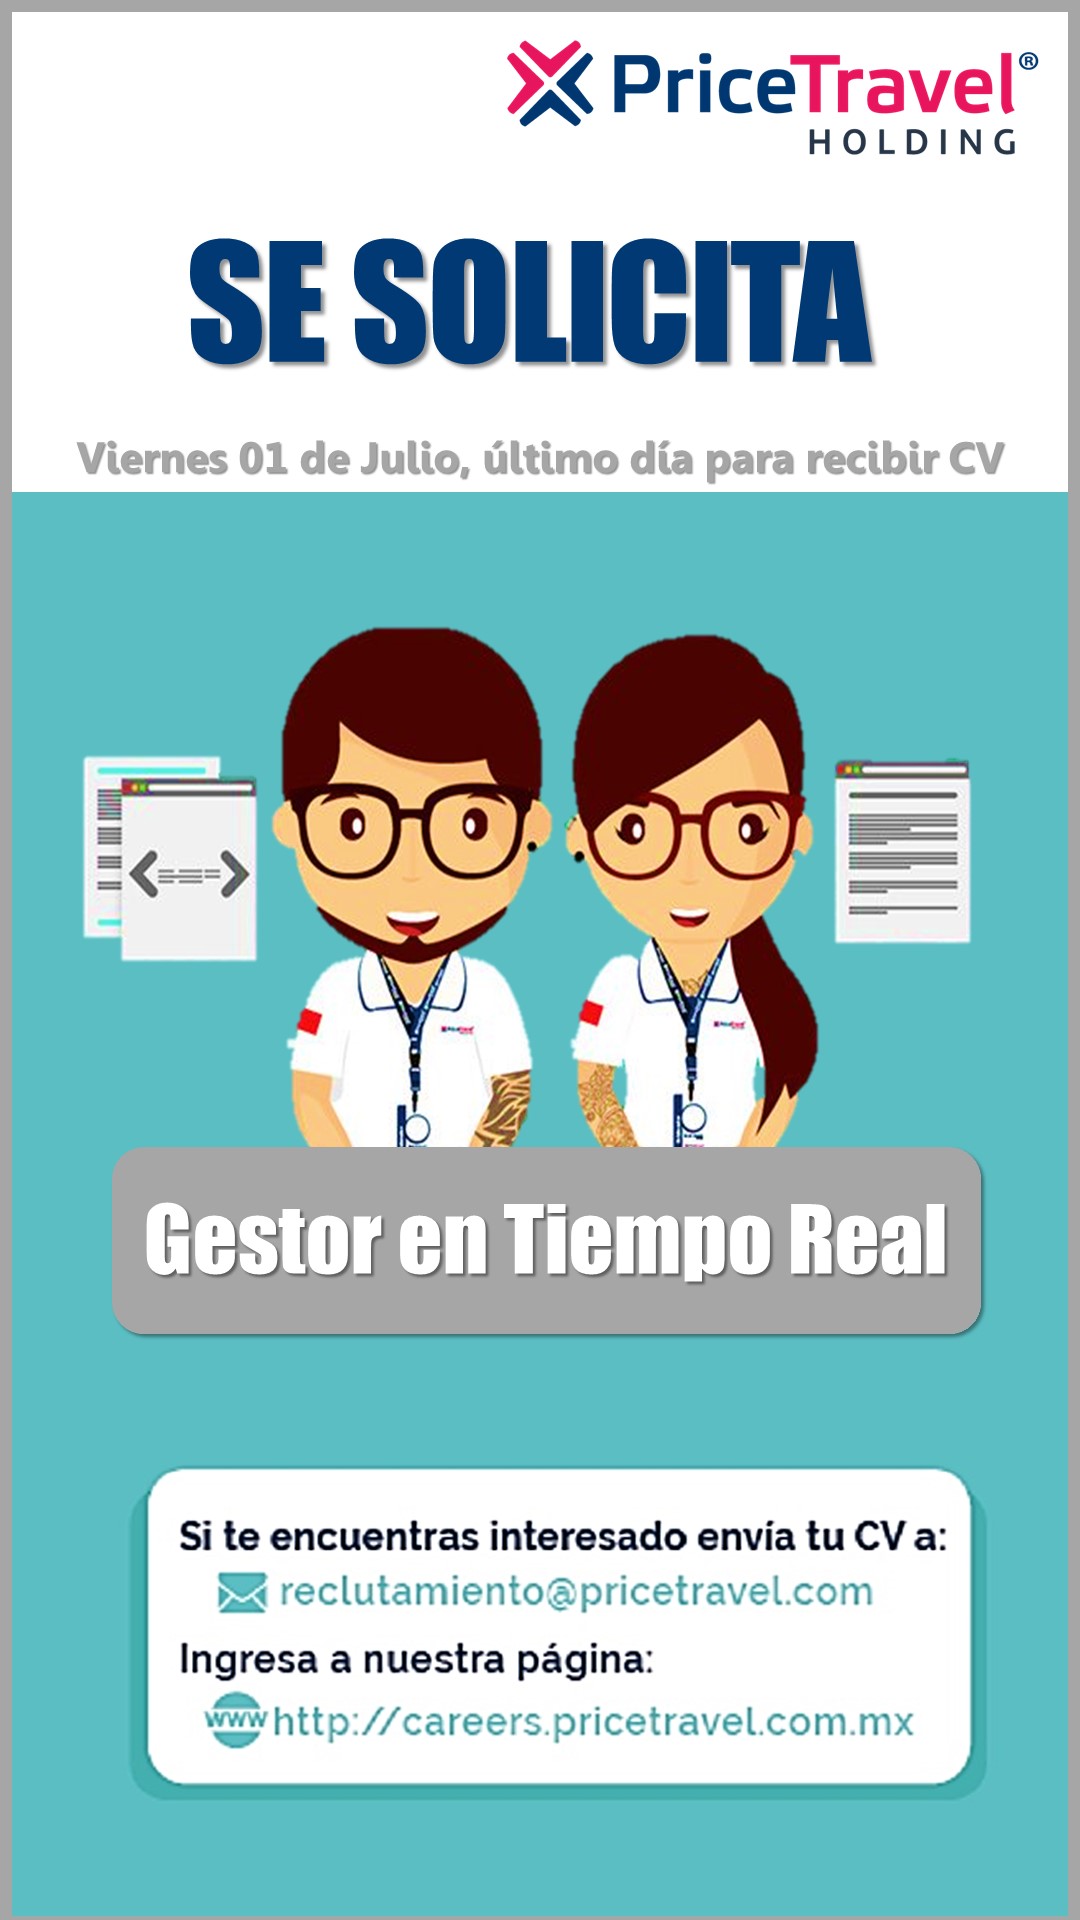 PriceTravel®
HOLDING
SE SOLICITA
Viernes 01 de Julio, último día para recibir CV
Gestor en Tiempo Real
Si te encuentras interesado envía tu CV a:
reclutamiento@pricetravel.com
Ingresa a nuestra página:
www http://careers.pricetravel.com.mx